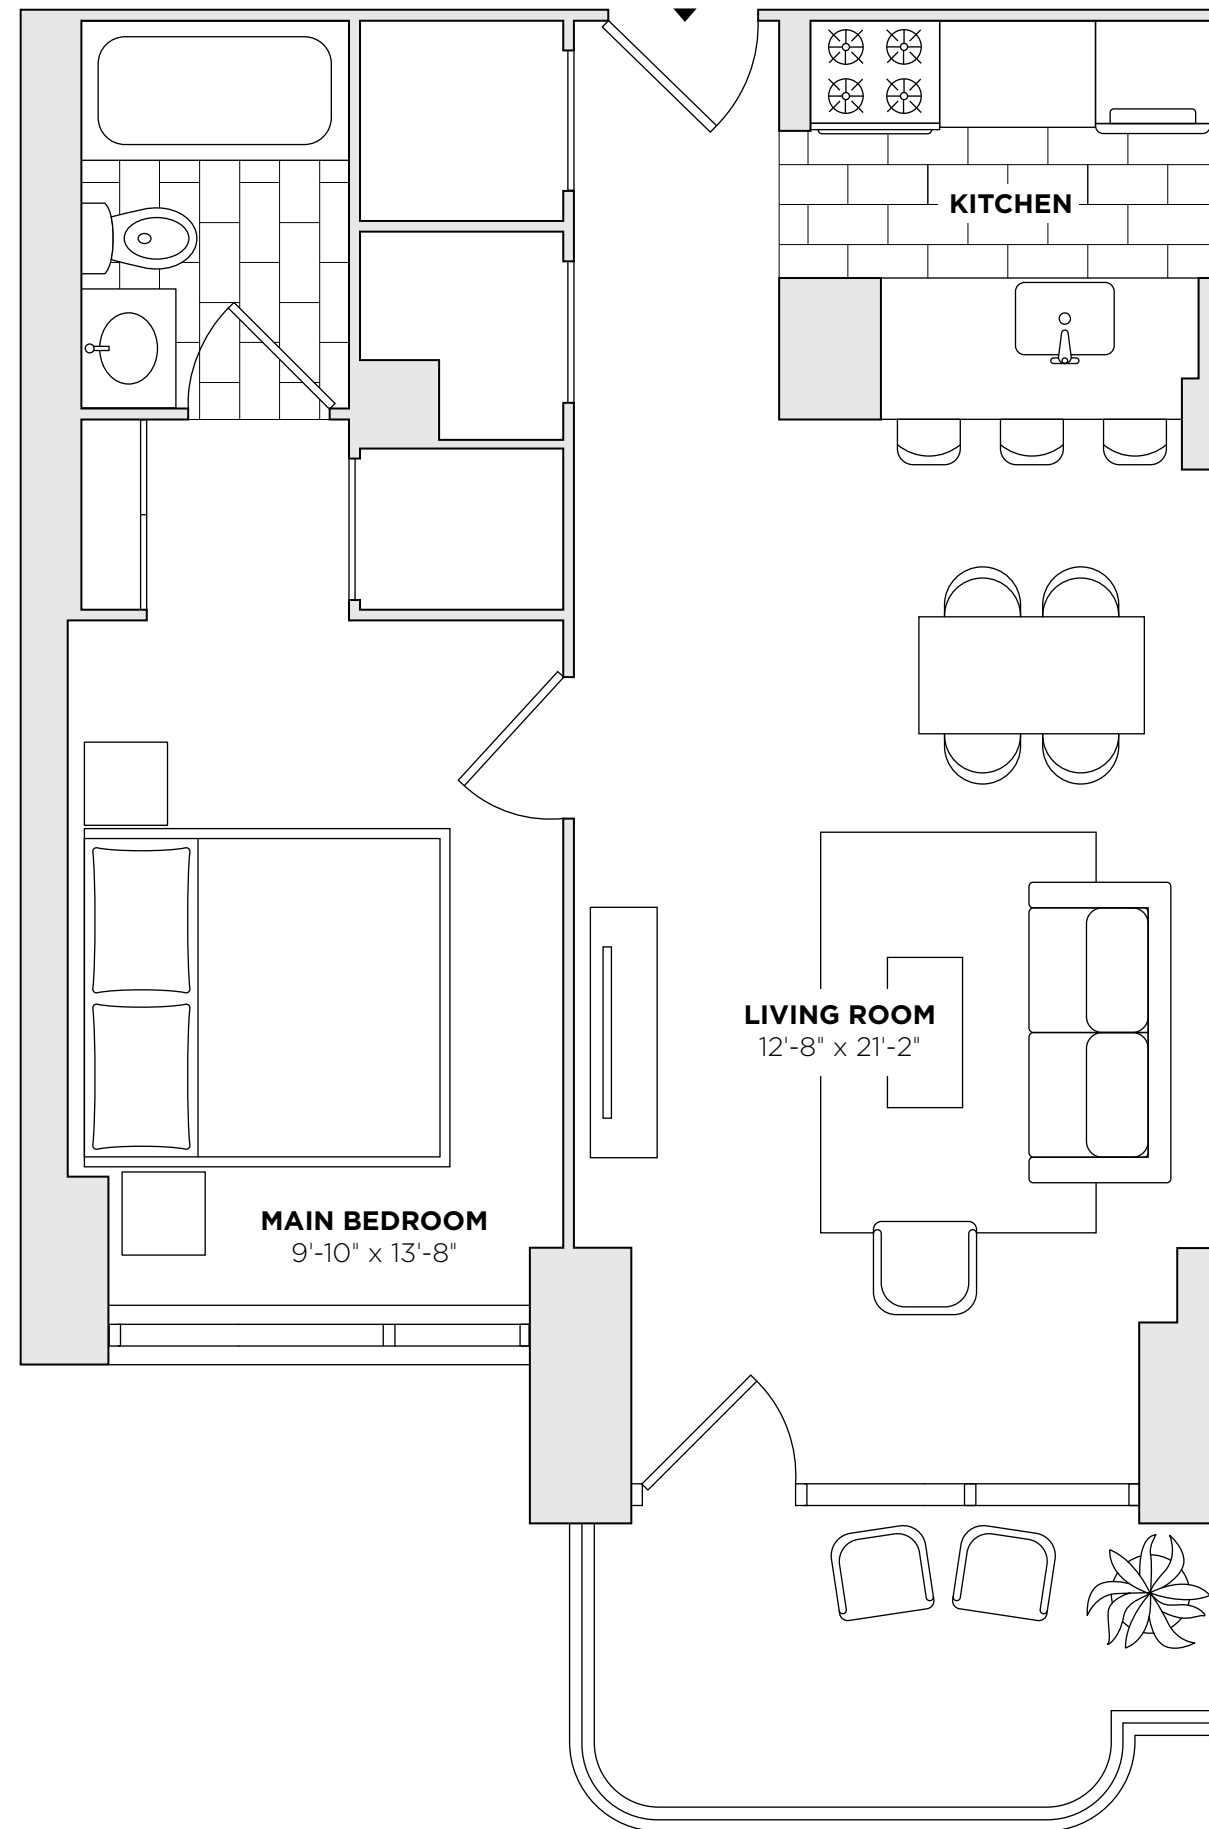 KITCHEN
LIVING ROOM
12'-8" x 21'-2"
MAIN BEDROOM
9'-10" x 13'-8"